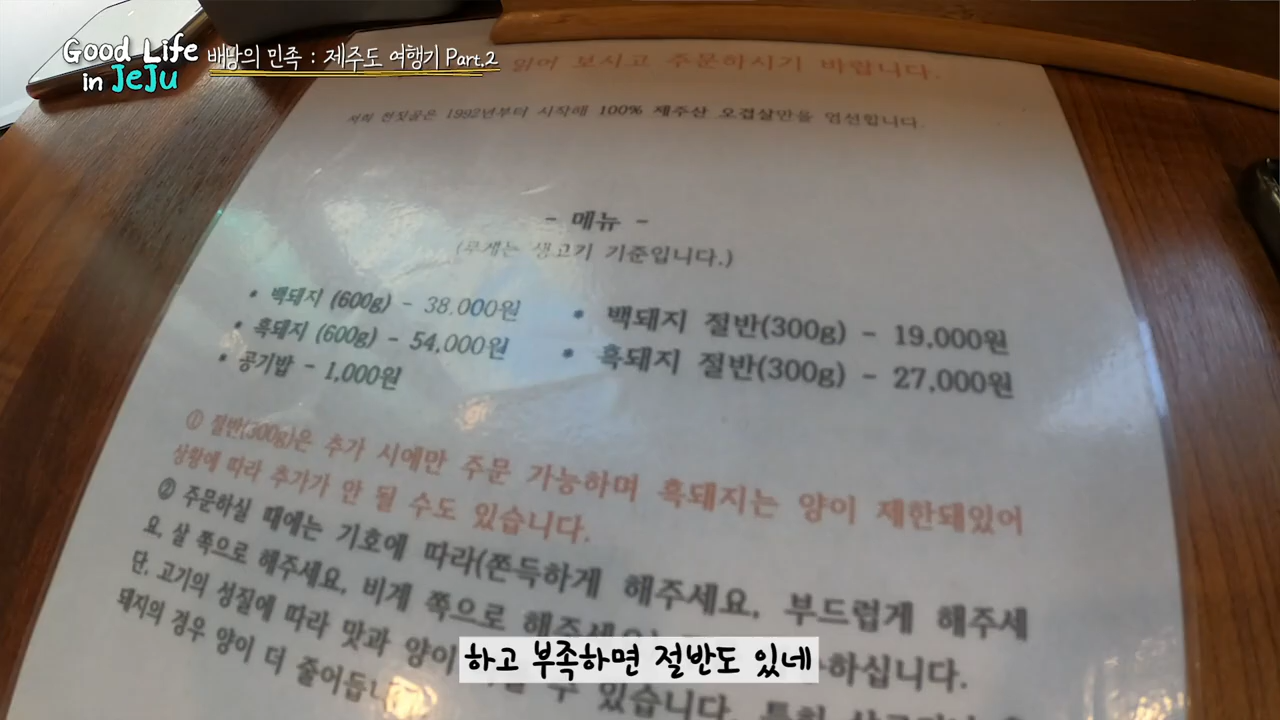 Good Life
in JeJu
배낭의 민족 : 제주도 여행기 Part.2
읽어 보시고 주문하시기 바랍니다.
저희 천짓골은 1992년부터 시작해 100% 제주산 오겹살만을 엄선합니다.
- 메뉴 -
(무게는 생고기 기준입니다.)
• 백돼지 (600g) - 38,000원
• 흑돼지 (600g) - 54,000원
• 공기밥 - 1,000원
• 백돼지 절반(300g) - 19,000원
• 흑돼지 절반(300g) - 27,000원
① 절반(300g)은 추가 시에만 주문 가능하며 흑돼지는 양이 제한돼있어
상황에 따라 추가가 안 될 수도 있습니다.
② 주문하실 때에는 기호에 따라(쫀득하게 해주세요, 부드럽게 해주세
요, 살 쪽으로 해주세요, 비계 쪽으로 해주세요)
단, 고기의 성질에 따라 맛과 양이 수 있습니다.
돼지의 경우 양이 더 줄어듭니
하고 부족하면 절반도 있네